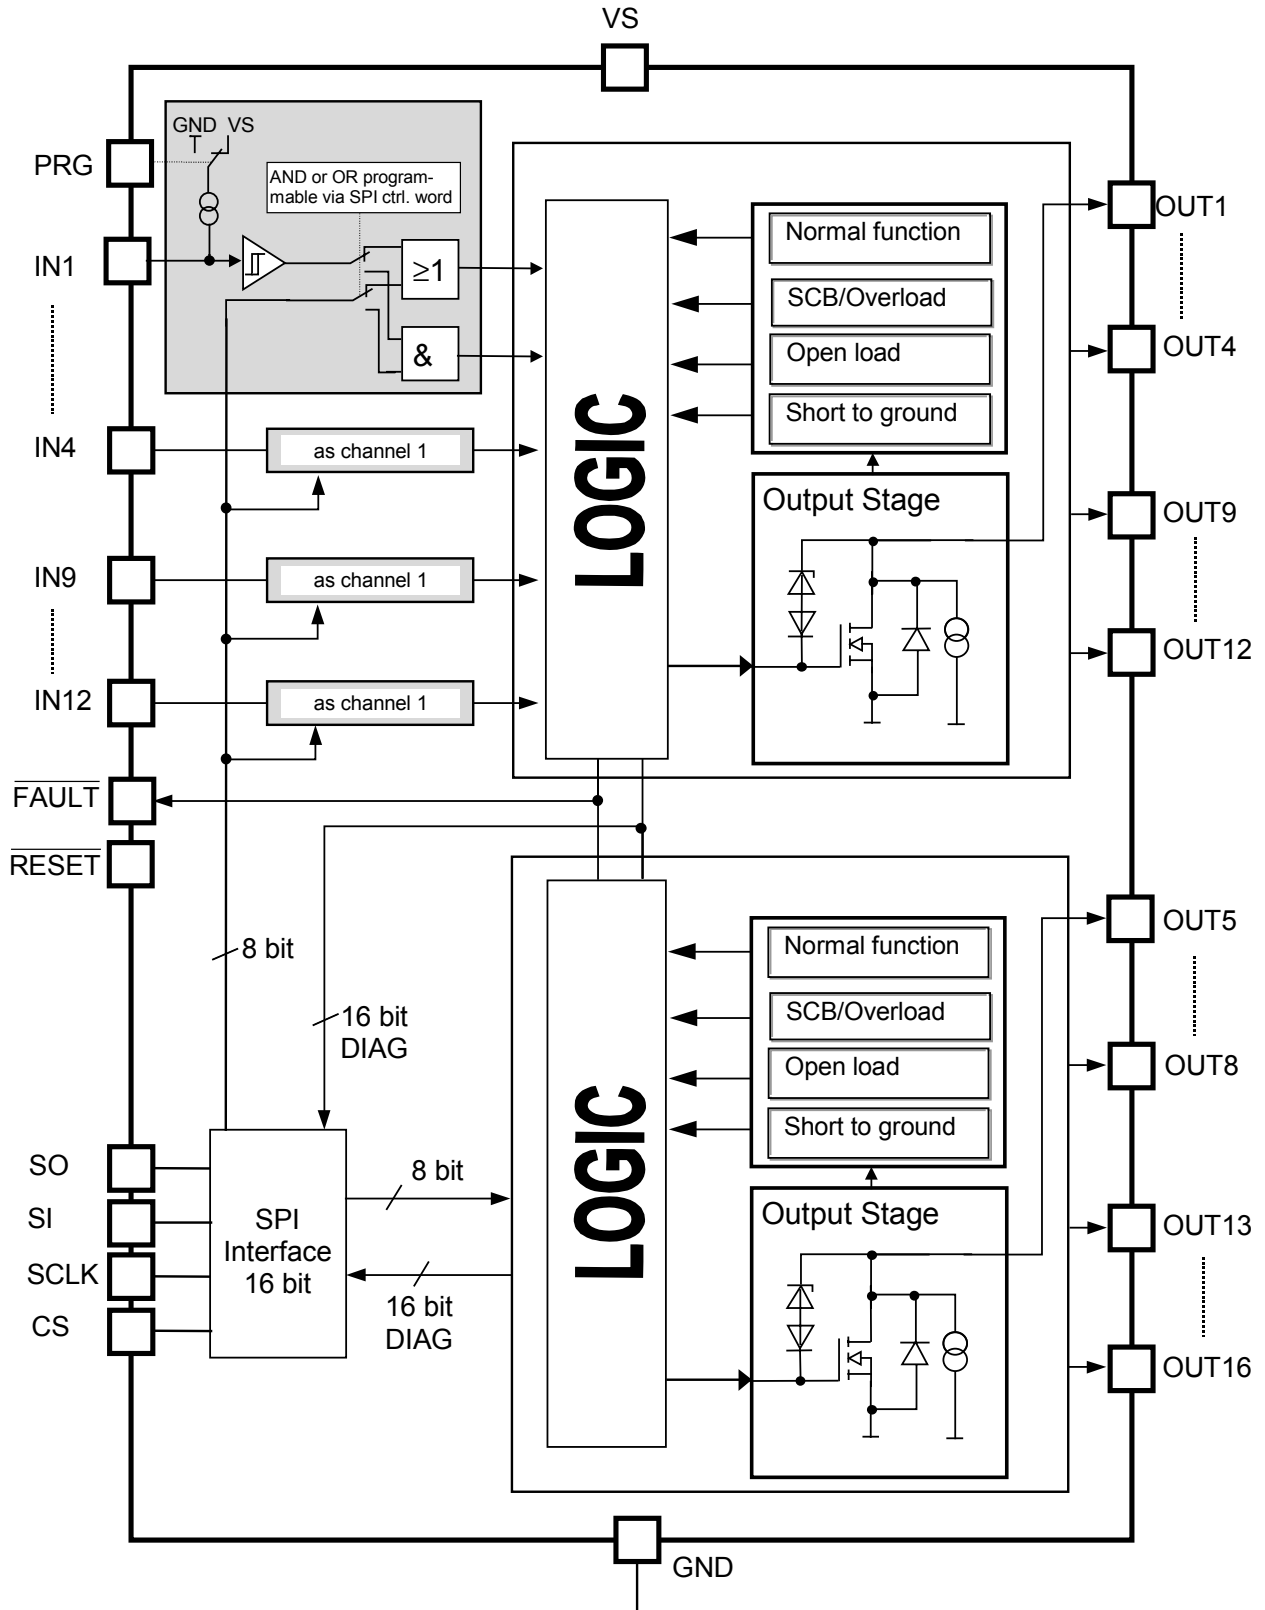 VS
GND VS
PRG
AND or OR program-
mable via SPI ctrl. word
IN1
≥1
&
IN4
as channel 1
IN9
as channel 1
IN12
as channel 1
FAULT
RESET
LOGIC
Normal function
SCB/Overload
Open load
Short to ground
Output Stage
OUT1
OUT4
OUT9
OUT12
8 bit
16 bit
DIAG
SO
SI
SCLK
CS
SPI
Interface
16 bit
8 bit
16 bit
DIAG
LOGIC
Normal function
SCB/Overload
Open load
Short to ground
Output Stage
OUT5
OUT8
OUT13
OUT16
GND